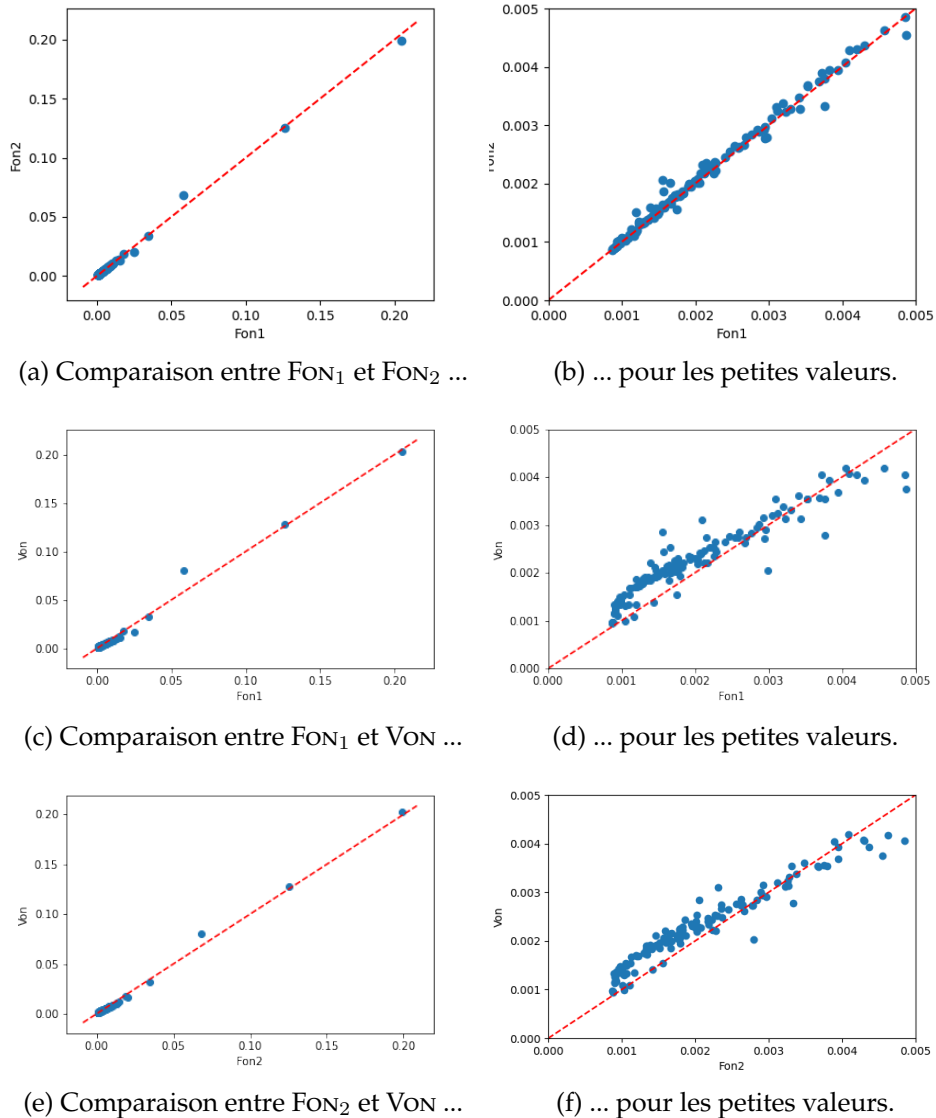 0.20
0.15
0.10
0.05
0.00
Fon2
0.00 0.05 0.10 0.15 0.20
Fon1
0.005
0.004
0.003
0.002
0.001
0.000
Fon2
0.000 0.001 0.002 0.003 0.004 0.005
Fon1
(a) Comparaison entre FON₁ et FON₂ ...
(b) ... pour les petites valeurs.
0.20
0.15
0.10
0.05
0.00
Von
0.00 0.05 0.10 0.15 0.20
Fon1
0.005
0.004
0.003
0.002
0.001
0.000
Von
0.000 0.001 0.002 0.003 0.004 0.005
Fon1
(c) Comparaison entre FON₁ et VON ...
(d) ... pour les petites valeurs.
0.20
0.15
0.10
0.05
0.00
Von
0.00 0.05 0.10 0.15 0.20
Fon2
0.005
0.004
0.003
0.002
0.001
0.000
Von
0.000 0.001 0.002 0.003 0.004 0.005
Fon2
(e) Comparaison entre FON₂ et VON ...
(f) ... pour les petites valeurs.